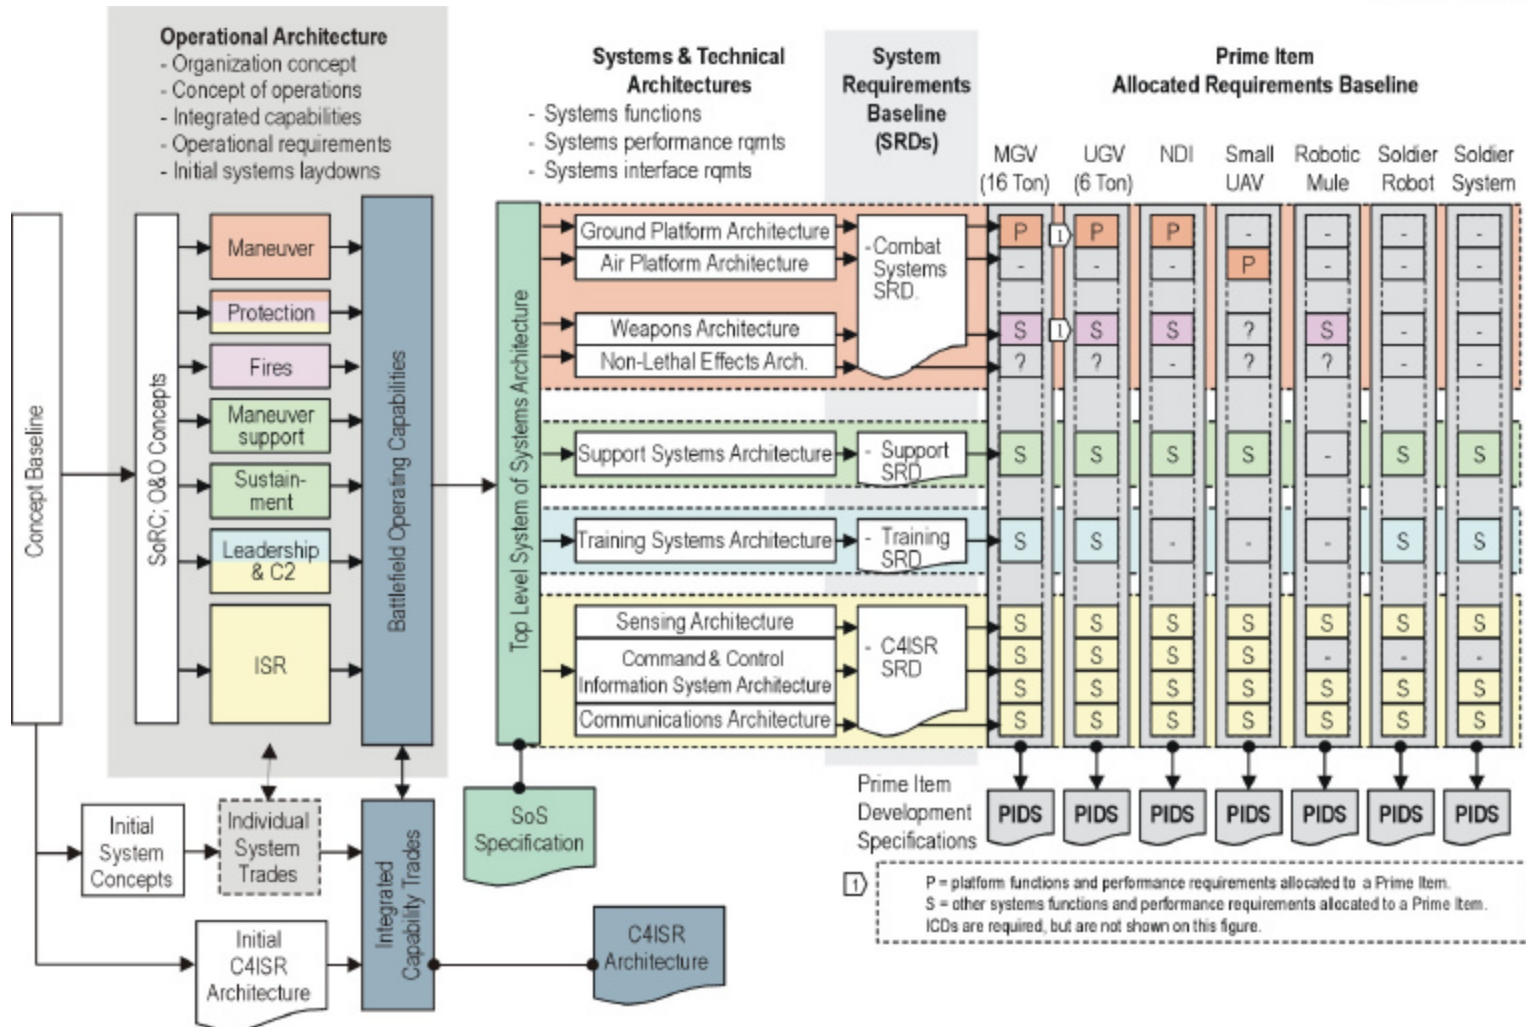 Operational Architecture
- Organization concept
- Concept of operations
- Integrated capabilities
- Operational requirements
- Initial systems laydowns
Systems & Technical
Architectures
- Systems functions
- Systems performance rqmts
- Systems interface rqmts
System
Requirements
Baseline
(SRDs)
Prime Item
Allocated Requirements Baseline
MGV
(16 Ton)
UGV
(6 Ton)
NDI
Small
UAV
Robotic
Mule
Soldier
Robot
Soldier
System
Concept Baseline
SoRC; O&O Concepts
Maneuver
Protection
Fires
Maneuver
support
Sustain-
ment
Leadership
& C2
ISR
Battlefield Operating Capabilities
Top Level System of Systems Architecture
Ground Platform Architecture
Air Platform Architecture
Weapons Architecture
Non-Lethal Effects Arch.
- Combat
Systems
SRD.
P 1 P P - - - -
- - - P - - -
S 1 S S ? S - -
? ? - ? ? - -
Support Systems Architecture
- Support
SRD
S S S S - S S
Training Systems Architecture
- Training
SRD
S S - - - S S
Sensing Architecture
Command & Control
Information System Architecture
Communications Architecture
- C4ISR
SRD
S S S S S S S
S S S S - - -
S S S S S S S
S S S S S S S
Initial
System
Concepts
Individual
System
Trades
Integrated
Capability Trades
Initial
C4ISR
Architecture
SoS
Specification
C4ISR
Architecture
Prime Item
Development
Specifications
PIDS PIDS PIDS PIDS PIDS PIDS PIDS
1
P = platform functions and performance requirements allocated to a Prime Item.
S = other systems functions and performance requirements allocated to a Prime Item.
ICDs are required, but are not shown on this figure.